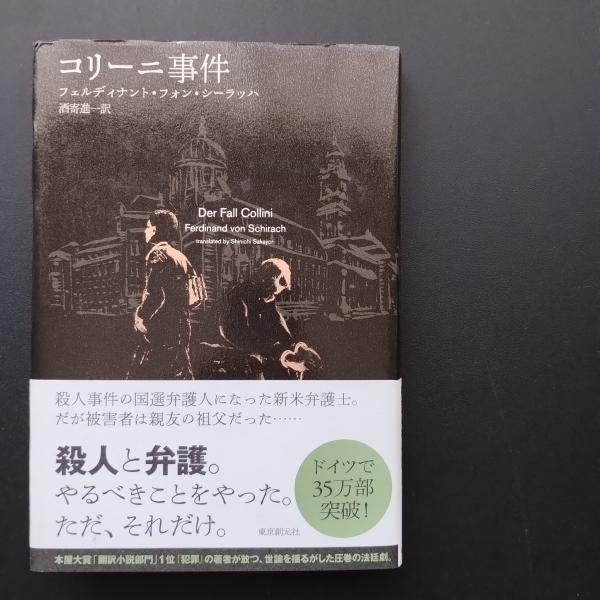 コリーニ事件
フェルディナント・フォン・シーラッハ
酒寄進一訳
Der Fall Collini
Ferdinand von Schirach
translated by Shinichi Sakayori
殺人事件の国選弁護人になった新米弁護士。
だが被害者は親友の祖父だった……
殺人と弁護。
やるべきことをやった。
ただ、それだけ。
ドイツで
35万部
突破！
東京創元社
本屋大賞「翻訳小説部門」1位『犯罪』の著者が放つ、世論を揺るがした圧巻の法廷劇。